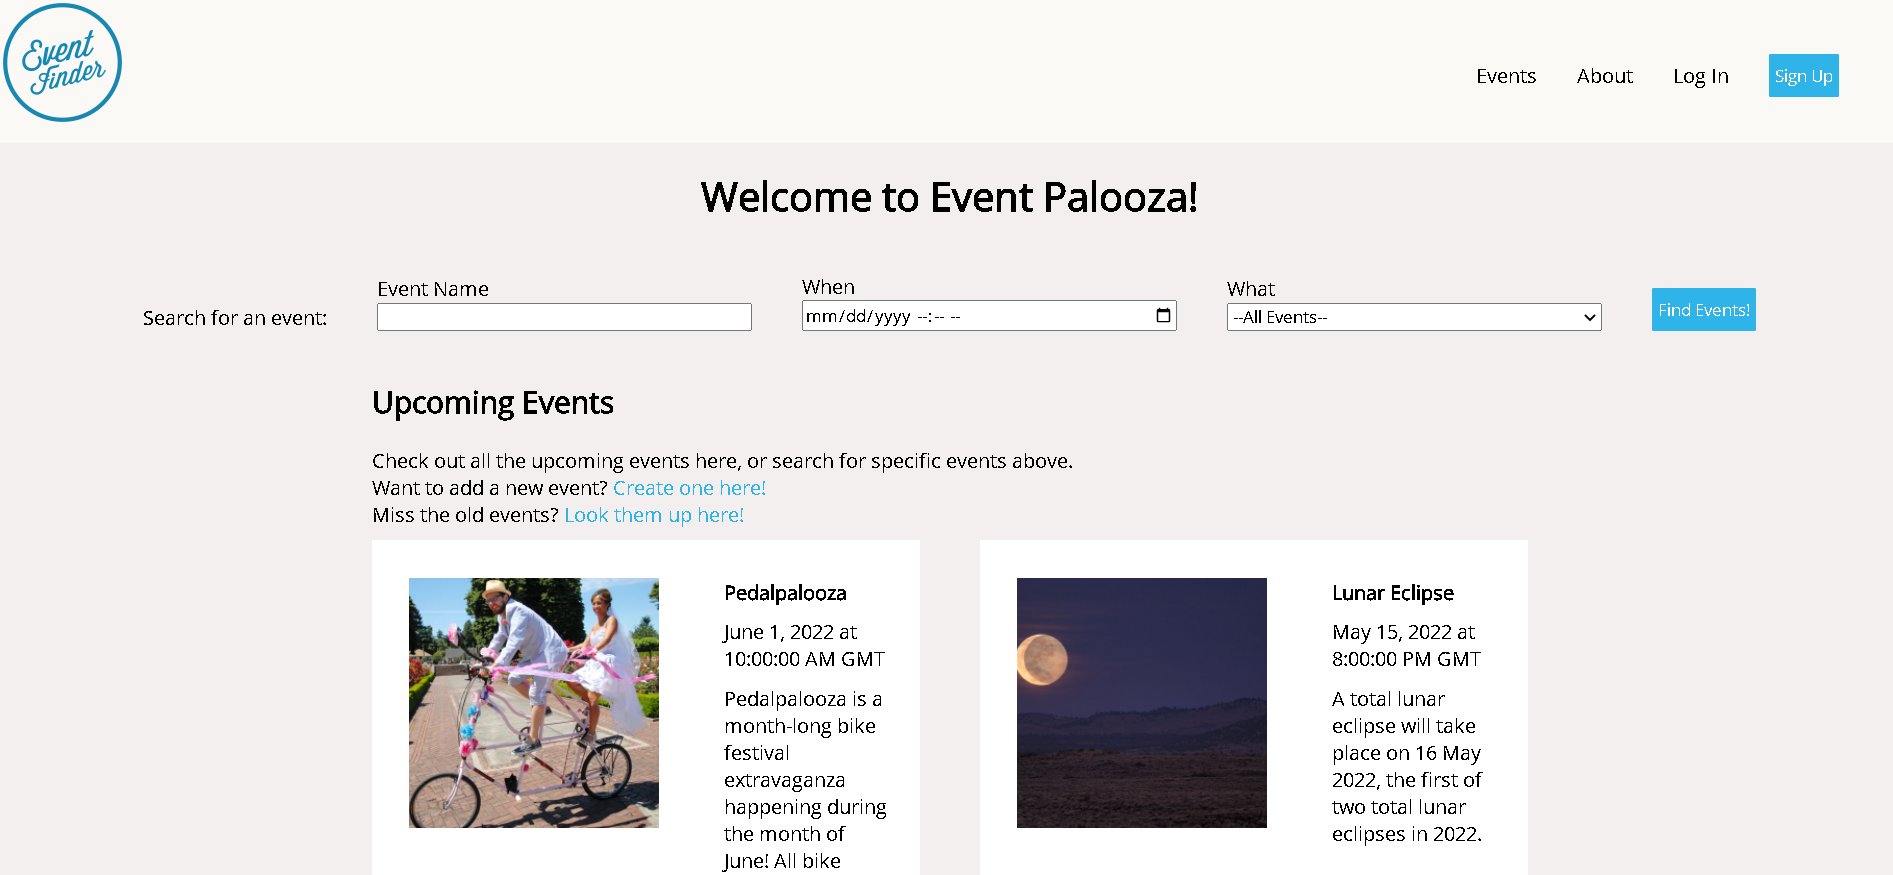 Event
Finder
Events
About
Log In
Sign Up
Welcome to Event Palooza!
Search for an event:
Event Name
When
mm/dd/yyyy --:-- --
What
--All Events--
Find Events!
Upcoming Events
Check out all the upcoming events here, or search for specific events above.
Want to add a new event? Create one here!
Miss the old events? Look them up here!
Pedalpalooza
June 1, 2022 at
10:00:00 AM GMT
Pedalpalooza is a
month-long bike
festival
extravaganza
happening during
the month of
June! All bike
Lunar Eclipse
May 15, 2022 at
8:00:00 PM GMT
A total lunar
eclipse will take
place on 16 May
2022, the first of
two total lunar
eclipses in 2022.